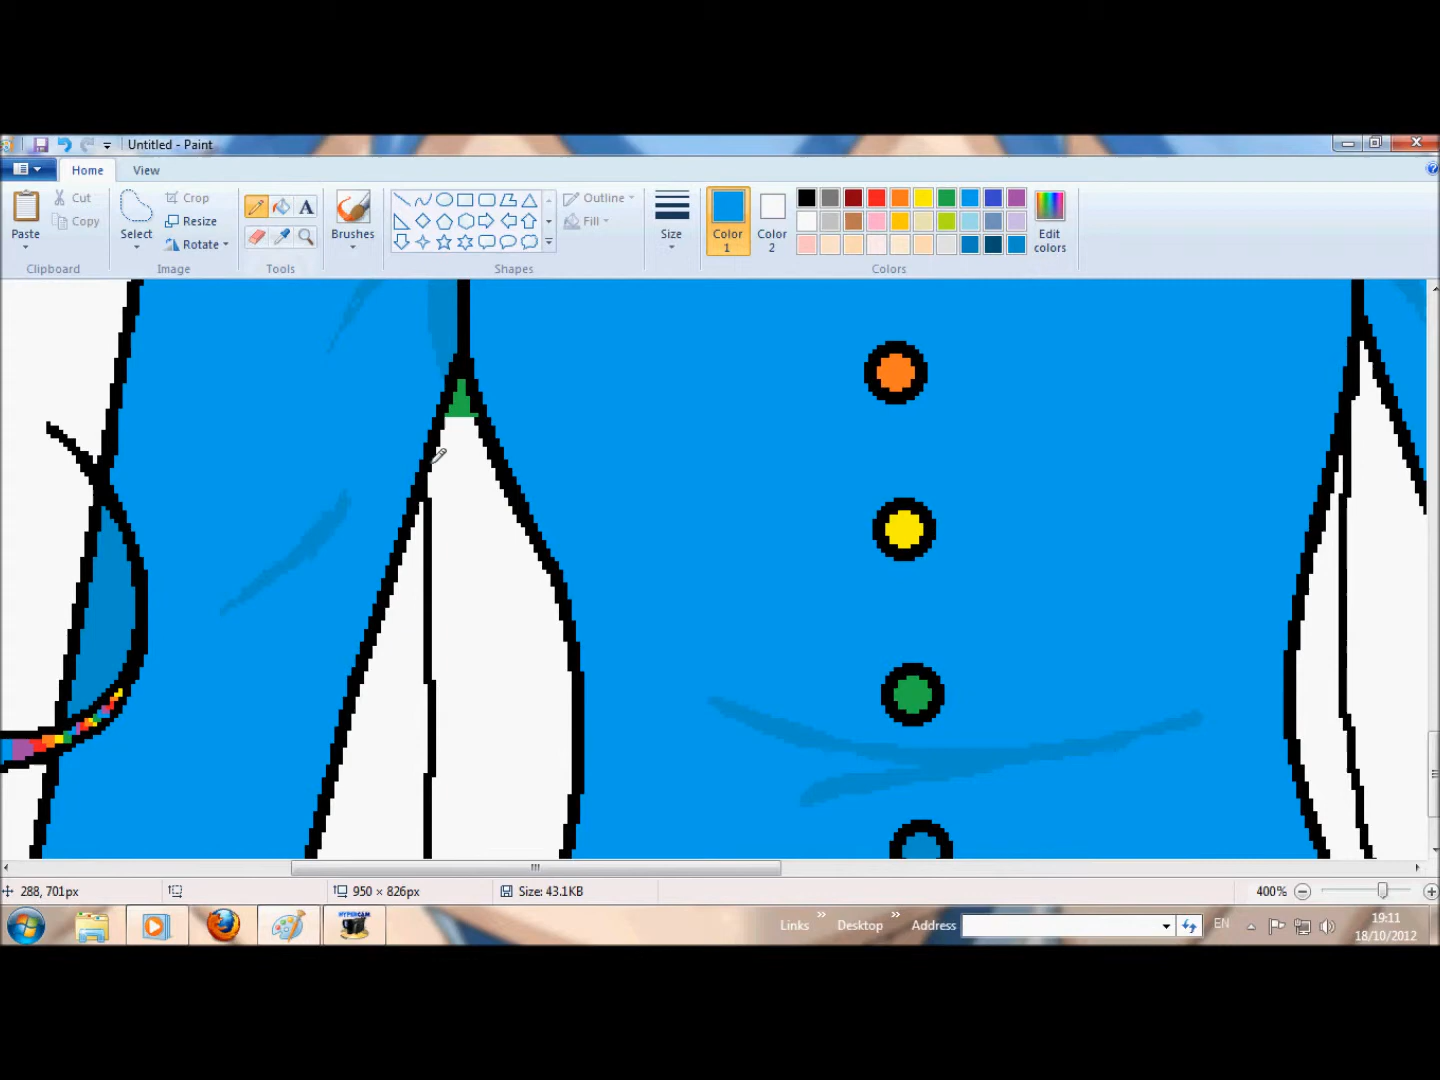 Untitled - Paint
Home View
Paste Cut Copy Select Crop Resize Rotate Brushes Outline Fill Size Color 1 Color 2 Edit colors
Clipboard Image Tools Shapes Colors
288, 701px 950 × 826px Size: 43.1KB 400%
HYPERCAM Links » Desktop » Address EN 19:11
18/10/2012